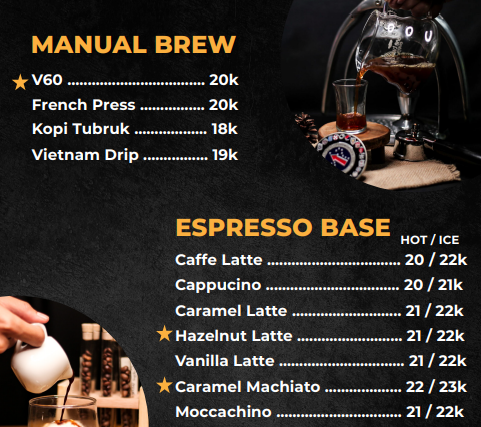 MANUAL BREW
V60 .................................. 20k
French Press ................ 20k
Kopi Tubruk .................. 18k
Vietnam Drip ................ 19k
ESPRESSO BASE
HOT / ICE
Caffe Latte ................................. 20 / 22k
Cappucino .................................. 20 / 21k
Caramel Latte ............................ 21 / 22k
Hazelnut Latte ........................... 21 / 22k
Vanilla Latte ............................... 21 / 22k
Caramel Machiato .................... 22 / 23k
Moccachino ............................... 21 / 22k